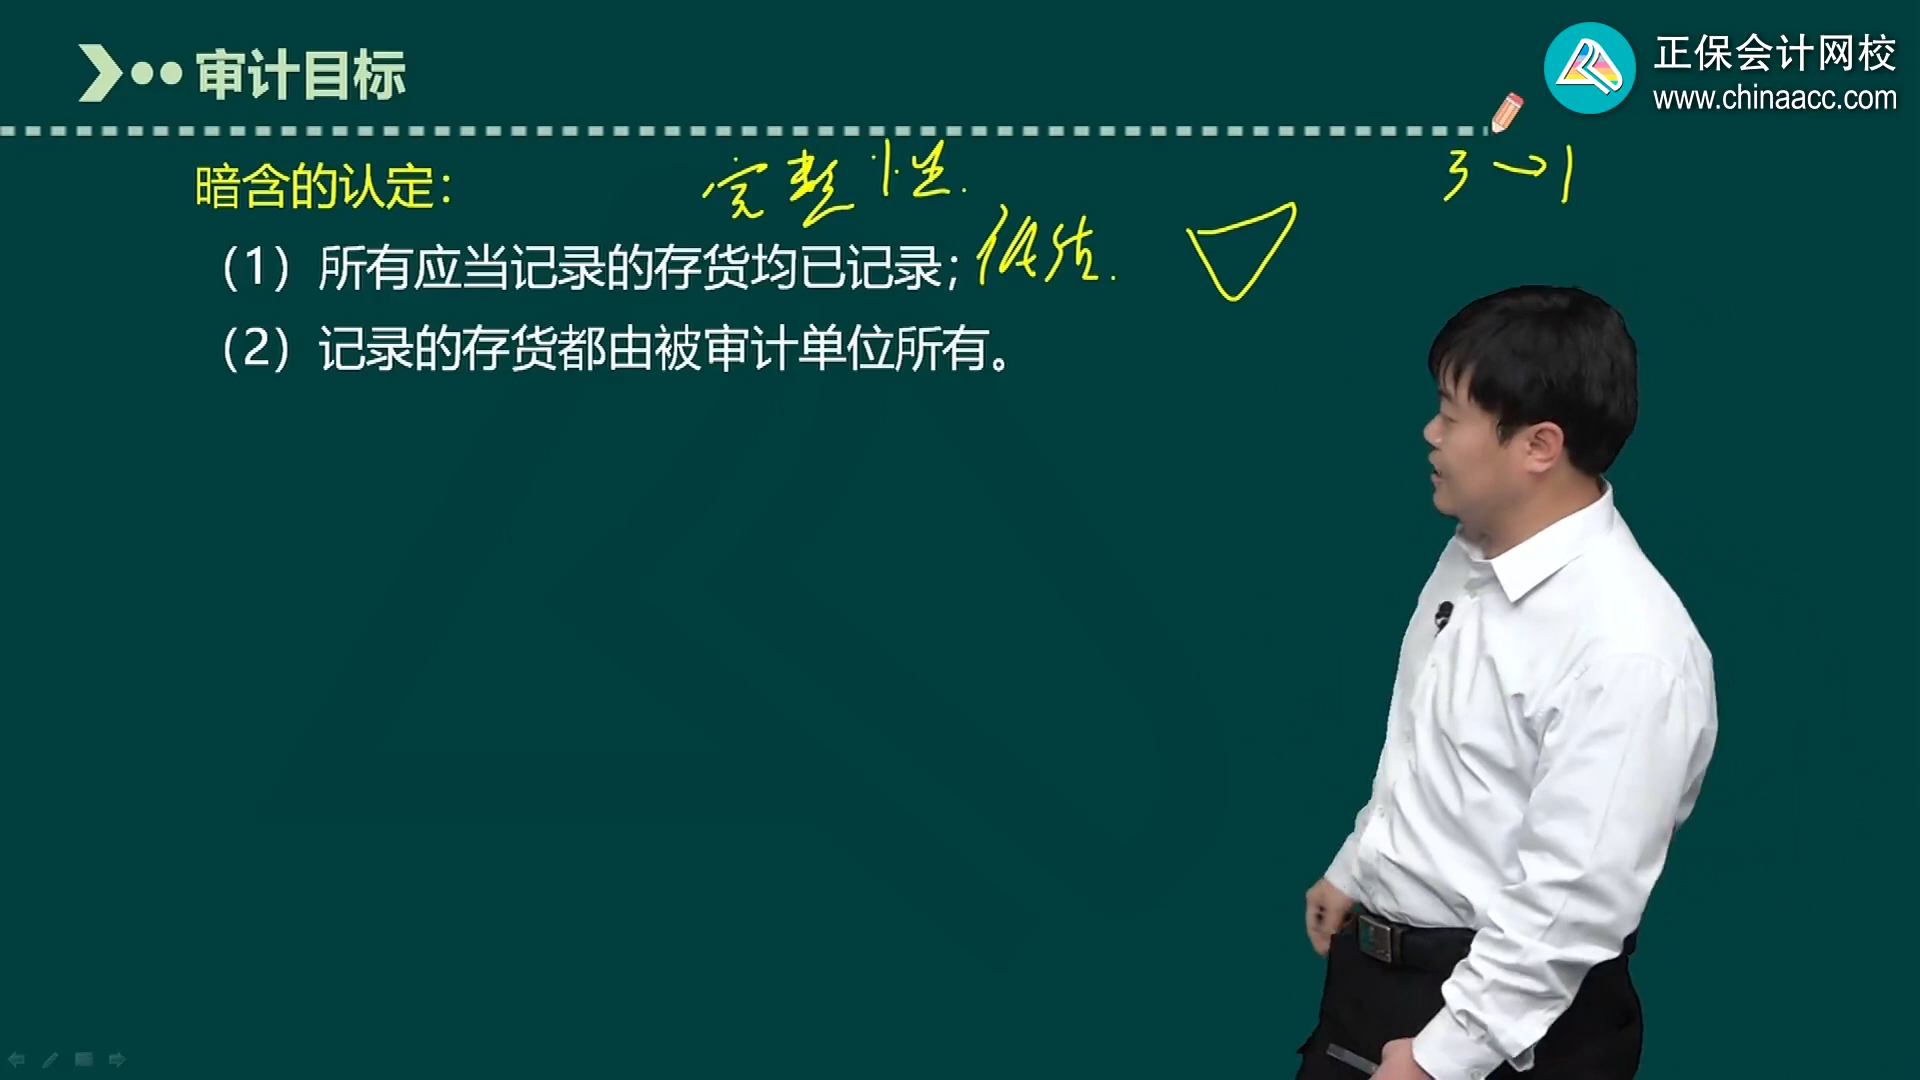 审计目标
正保会计网校
www.chinaacc.com
3→1
暗含的认定：
完整性.
（1）所有应当记录的存货均已记录；
低估.
（2）记录的存货都由被审计单位所有。